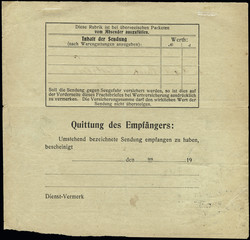 Diese Rubrik ist bei überseeischen Packeten
vom Absender auszufüllen.
Inhalt der Sendung
Wert:
(nach Warengattungen anzugeben):
Soll die Sendung gegen Seegefahr versichert werden, so ist dies auf
der Vorderseite dieses Frachtbriefes bei Wertversicherung ausdrücklich
zu vermerken. Die Versicherungssumme darf den wirklichen Wert der
Sendung nicht übersteigen.
Quittung des Empfängers:
Umstehend bezeichnete Sendung empfangen zu haben,
bescheinigt
den 19
Dienst-Vermerk